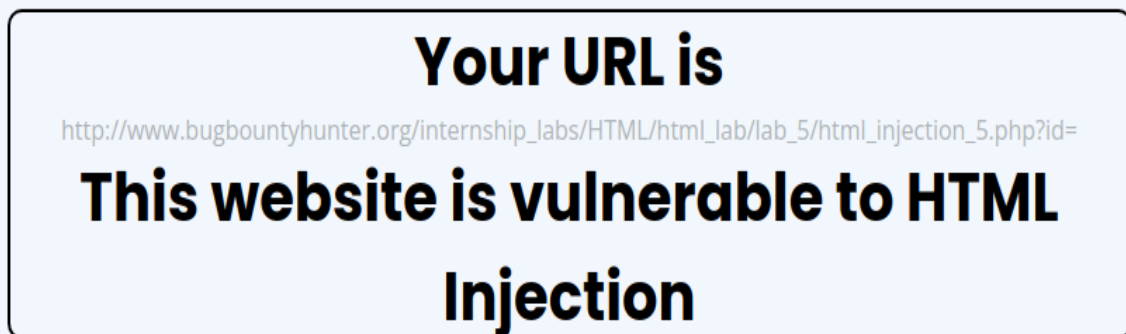 Your URL is
http://www.bugbountyhunter.org/internship_labs/HTML/html_lab/lab_5/html_injection_5.php?id=
This website is vulnerable to HTML
Injection